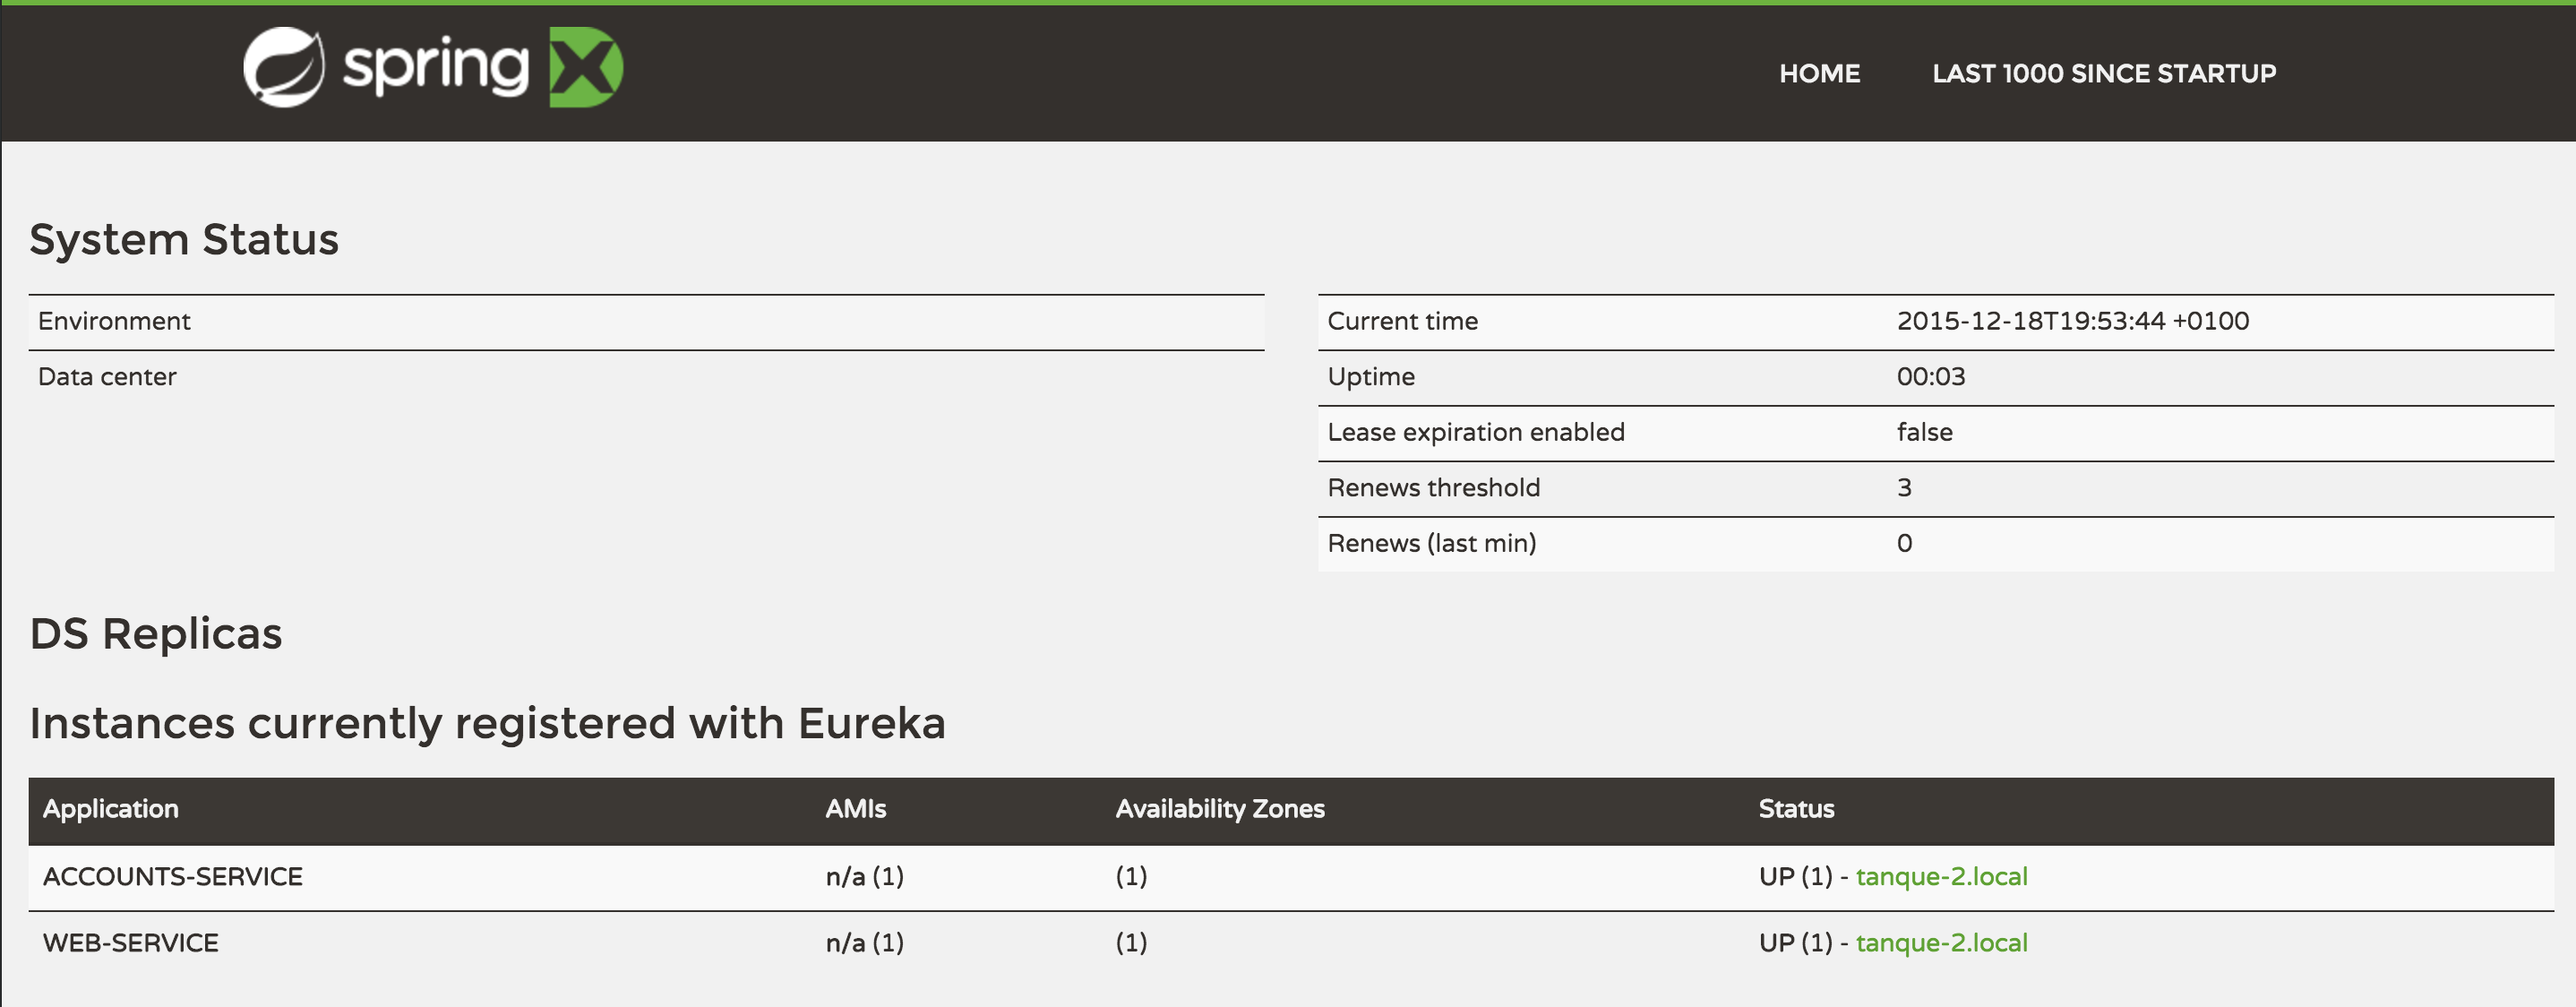 spring
HOME LAST 1000 SINCE STARTUP
System Status
Environment
Data center
Current time 2015-12-18T19:53:44 +0100
Uptime 00:03
Lease expiration enabled false
Renews threshold 3
Renews (last min) 0
DS Replicas
Instances currently registered with Eureka
Application AMIs Availability Zones Status
ACCOUNTS-SERVICE n/a (1) (1) UP (1) - tanque-2.local
WEB-SERVICE n/a (1) (1) UP (1) - tanque-2.local